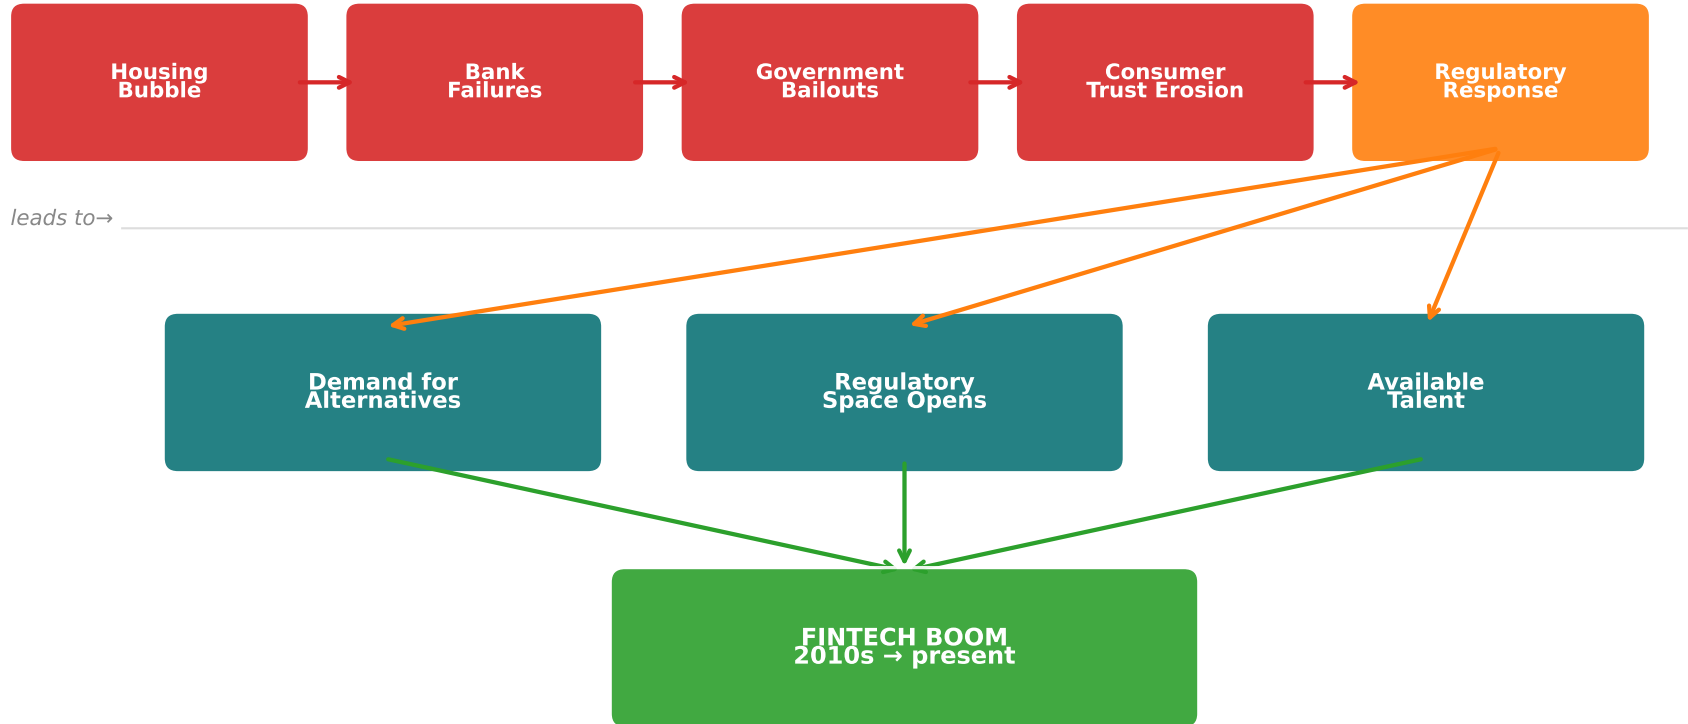 Housing
Bubble
Bank
Failures
Government
Bailouts
Consumer
Trust Erosion
Regulatory
Response
leads to→
Demand for
Alternatives
Regulatory
Space Opens
Available
Talent
FINTECH BOOM
2010s → present